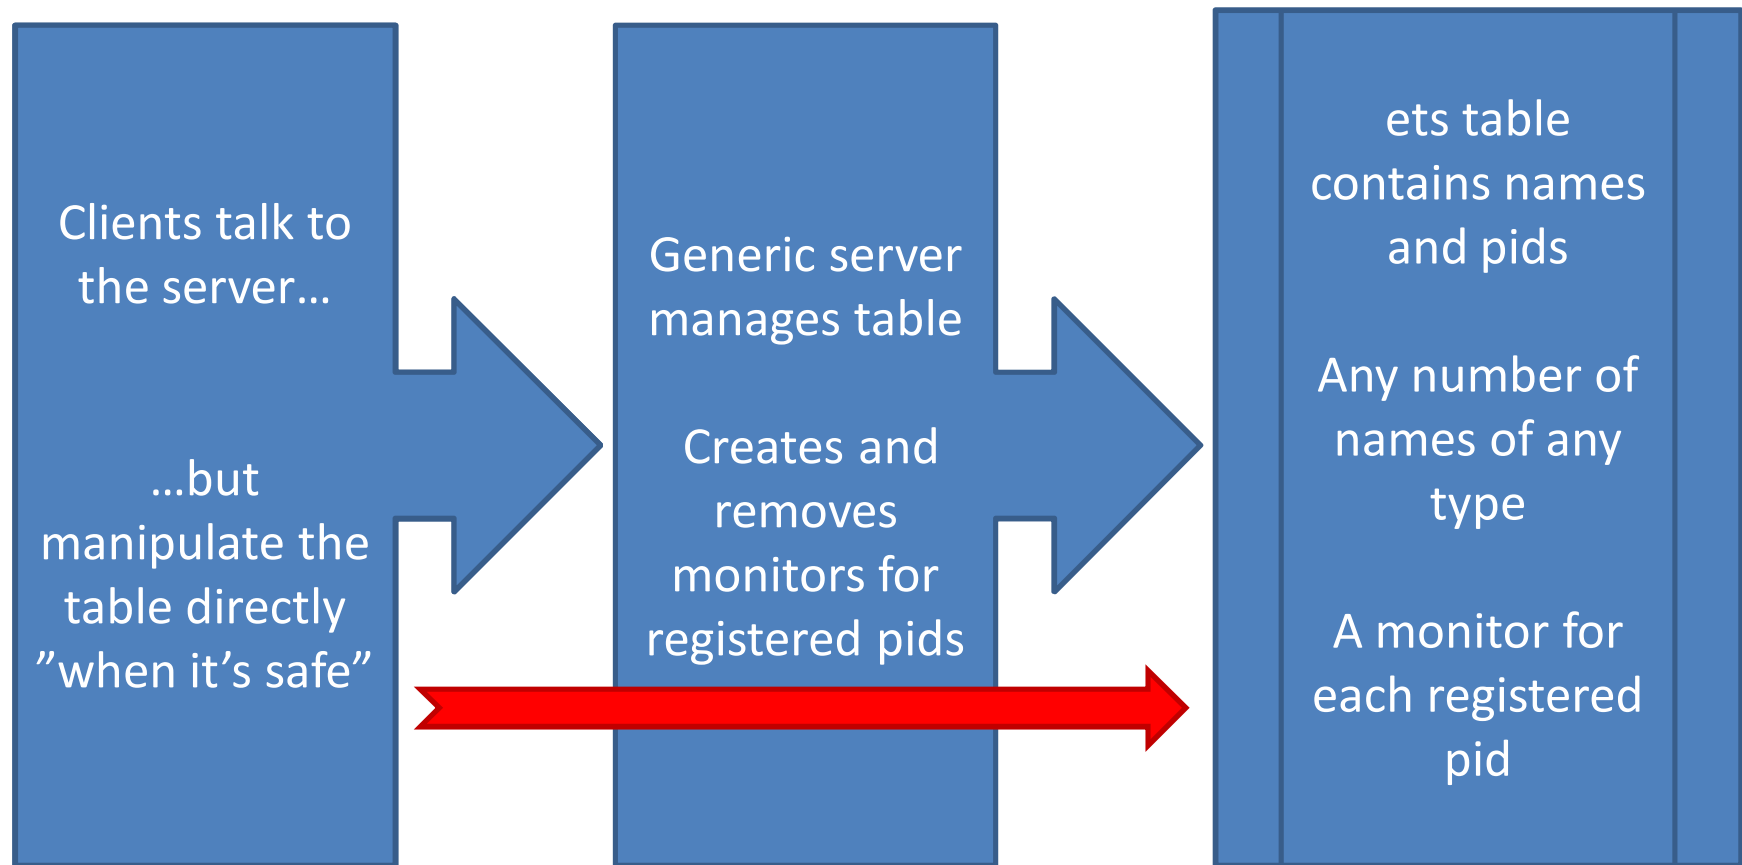 Clients talk to
the server…
…but
manipulate the
table directly
”when it’s safe”
Generic server
manages table
Creates and
removes
monitors for
registered pids
ets table
contains names
and pids
Any number of
names of any
type
A monitor for
each registered
pid